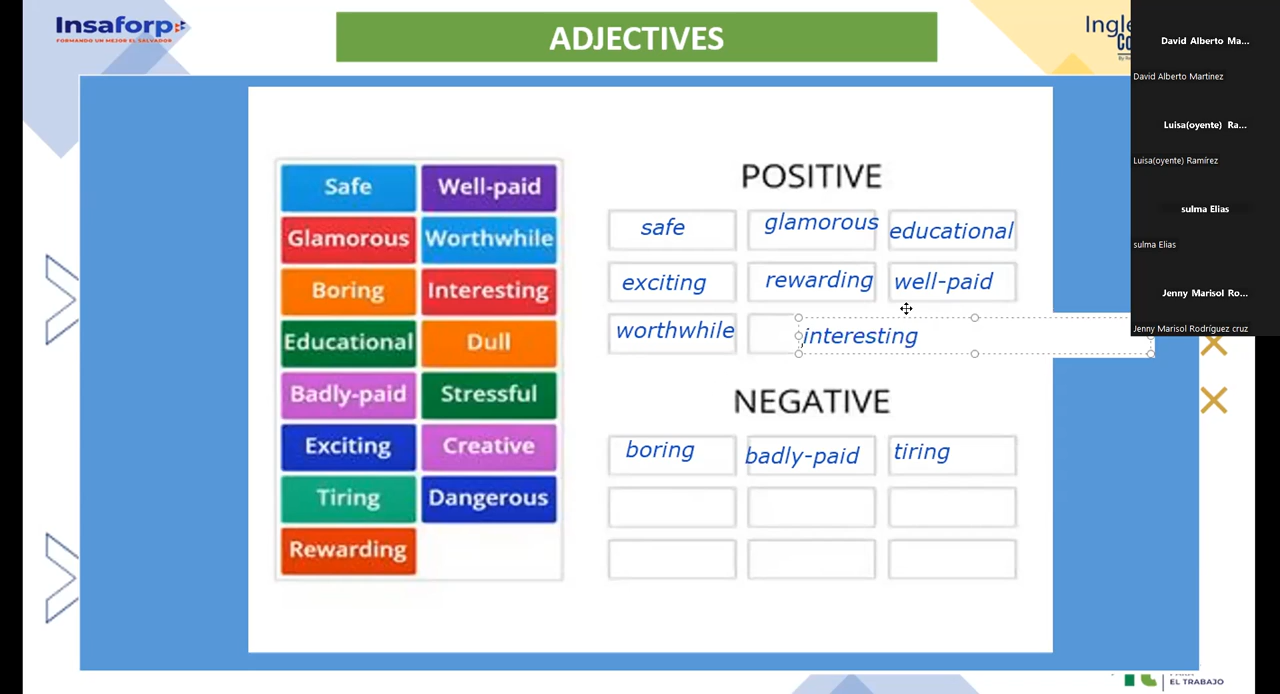 Insaforp
FORMANDO UN MEJOR EL SALVADOR
ADJECTIVES
David Alberto Ma...
David Alberto Martinez
Luisa(oyente) Ra...
Luisa(oyente) Ramírez
sulma Elias
sulma Elias
Jenny Marisol Ro...
Jenny Marisol Rodríguez cruz
Safe Well-paid
Glamorous Worthwhile
Boring Interesting
Educational Dull
Badly-paid Stressful
Exciting Creative
Tiring Dangerous
Rewarding
POSITIVE
safe glamorous educational
exciting rewarding well-paid
worthwhile interesting
NEGATIVE
boring badly-paid tiring
EL TRABAJO